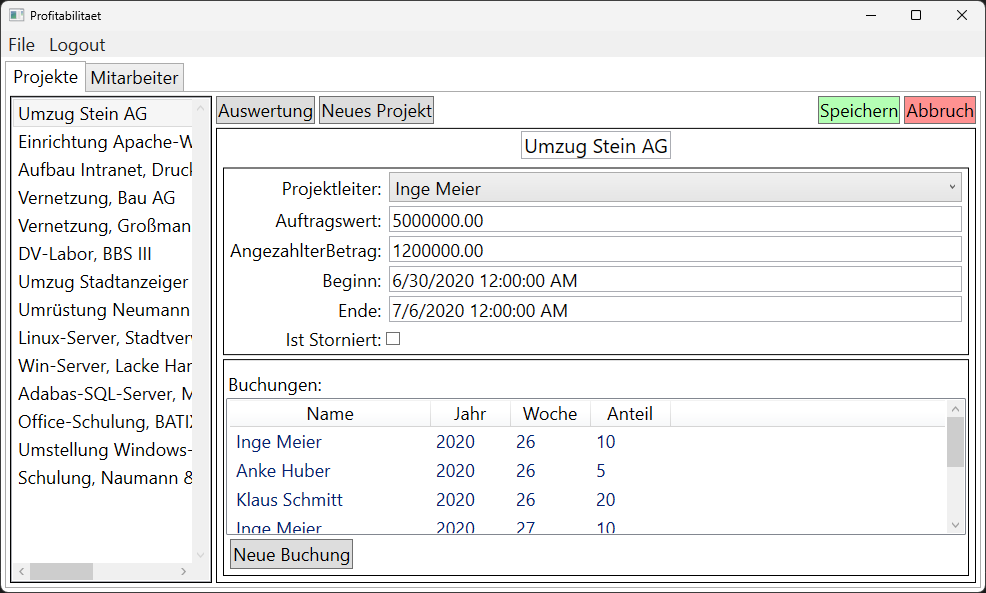 Profitabilitaet
File Logout
Projekte Mitarbeiter
Umzug Stein AG
Einrichtung Apache-W
Aufbau Intranet, Druck
Vernetzung, Bau AG
Vernetzung, Großman
DV-Labor, BBS III
Umzug Stadtanzeiger
Umrüstung Neumann
Linux-Server, Stadtverv
Win-Server, Lacke Har
Adabas-SQL-Server, M
Office-Schulung, BATIX
Umstellung Windows-
Schulung, Naumann &
Auswertung Neues Projekt Speichern Abbruch
Umzug Stein AG
Projektleiter: Inge Meier
Auftragswert: 5000000.00
AngezahlterBetrag: 1200000.00
Beginn: 6/30/2020 12:00:00 AM
Ende: 7/6/2020 12:00:00 AM
Ist Storniert:
Buchungen:
Name Jahr Woche Anteil
Inge Meier 2020 26 10
Anke Huber 2020 26 5
Klaus Schmitt 2020 26 20
Inge Meier 2020 27 10
Neue Buchung